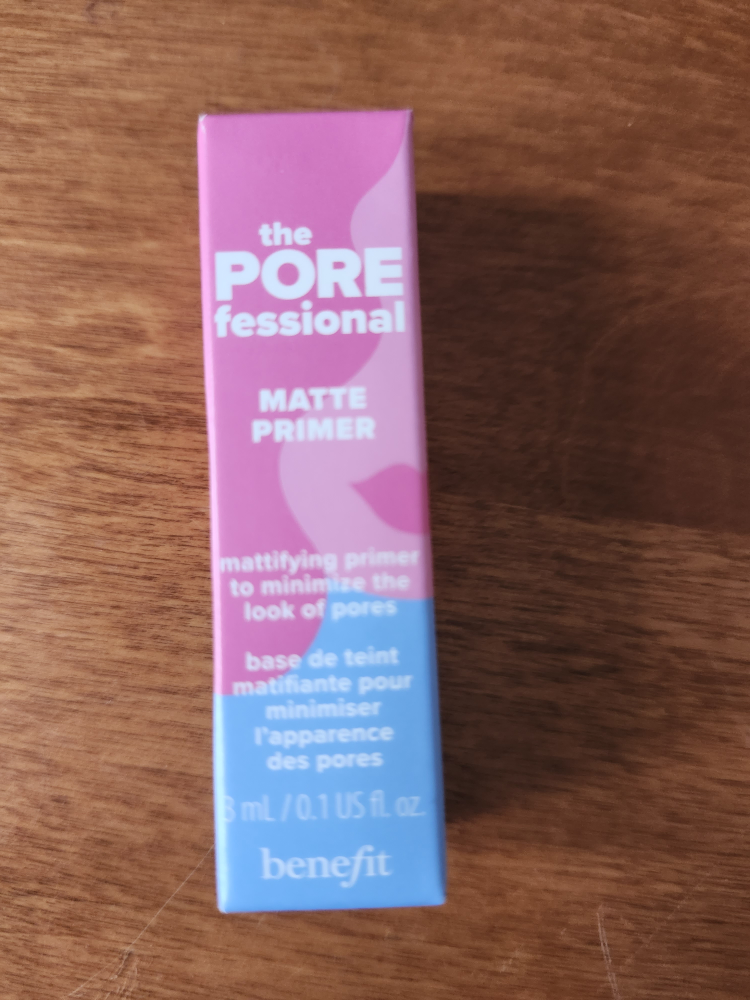 the
PORE
fessional
MATTE
PRIMER
mattifying primer
to minimize the
look of pores
base de teint
matifiante pour
minimiser
l'apparence
des pores
3 mL / 0.1 US fl. oz.
benefit